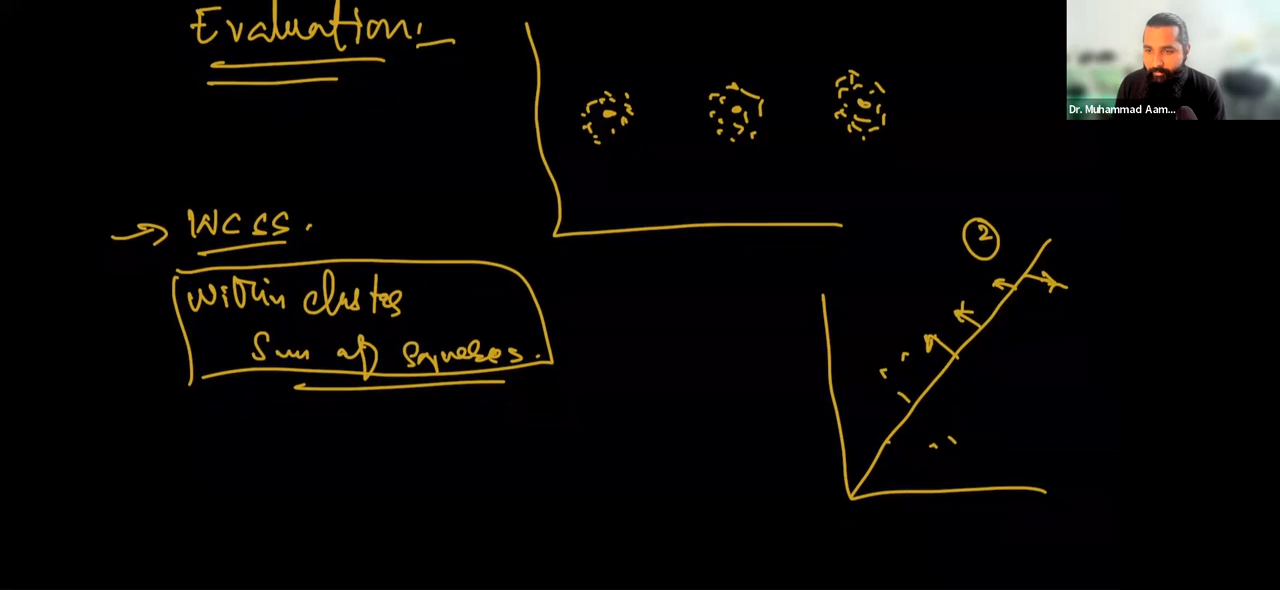 Evaluation.
Dr. Muhammad Aam...
→ WCSS.
②
within cluster
Sum of squares.